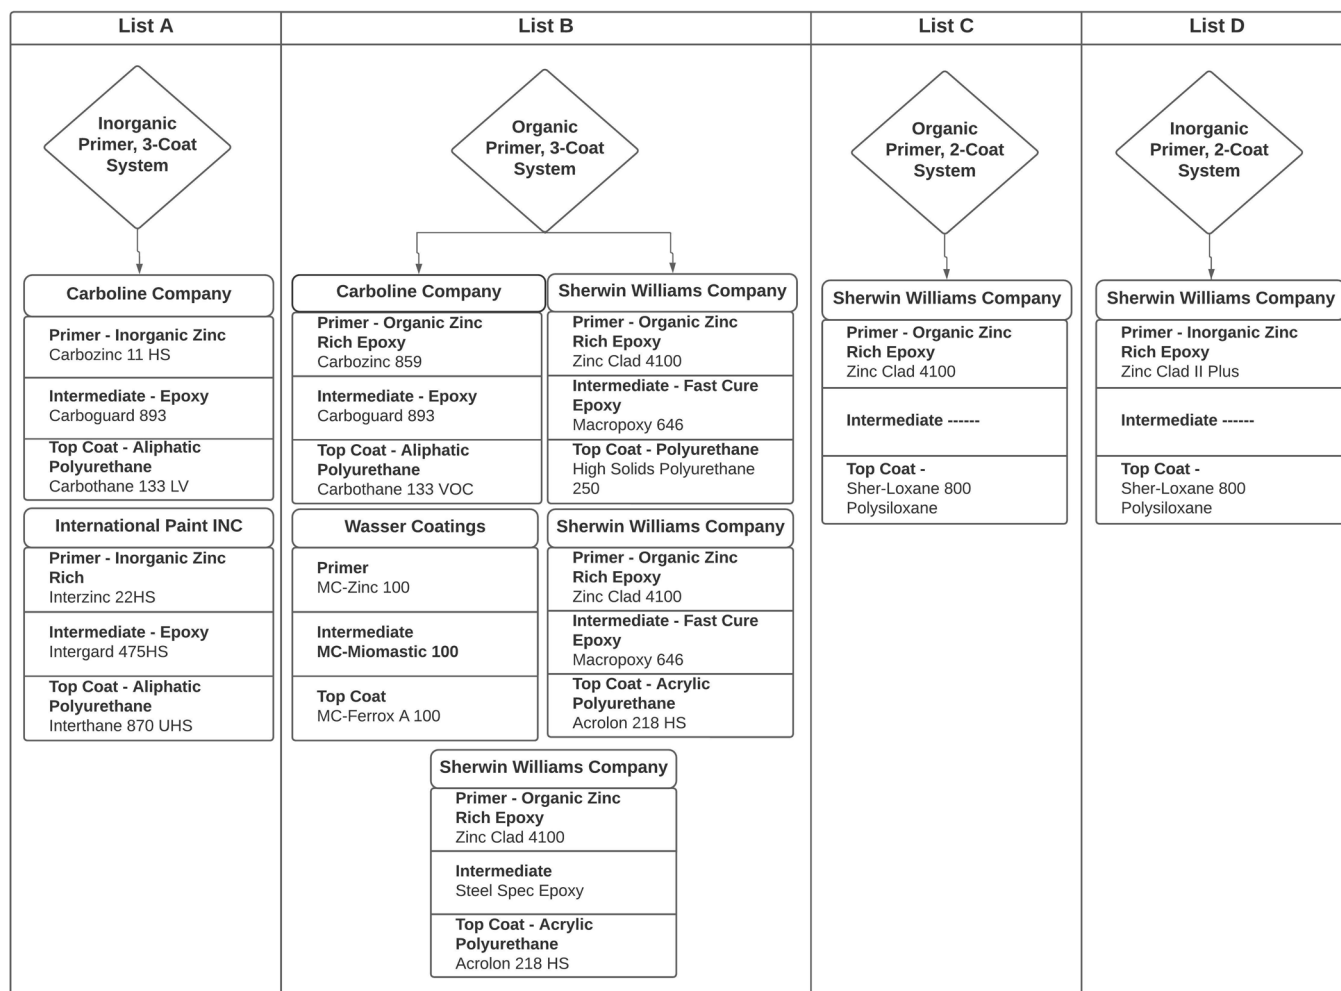 List A
List B
List C
List D
Inorganic
Primer, 3-Coat
System
Organic
Primer, 3-Coat
System
Organic
Primer, 2-Coat
System
Inorganic
Primer, 2-Coat
System
Carboline Company
Primer - Inorganic Zinc
Carbozinc 11 HS
Intermediate - Epoxy
Carboguard 893
Top Coat - Aliphatic
Polyurethane
Carbothane 133 LV
International Paint INC
Primer - Inorganic Zinc
Rich
Interzinc 22HS
Intermediate - Epoxy
Intergard 475HS
Top Coat - Aliphatic
Polyurethane
Interthane 870 UHS
Carboline Company
Primer - Organic Zinc
Rich Epoxy
Carbozinc 859
Intermediate - Epoxy
Carboguard 893
Top Coat - Aliphatic
Polyurethane
Carbothane 133 VOC
Wasser Coatings
Primer
MC-Zinc 100
Intermediate
MC-Miomastic 100
Top Coat
MC-Ferrox A 100
Sherwin Williams Company
Primer - Organic Zinc
Rich Epoxy
Zinc Clad 4100
Intermediate - Fast Cure
Epoxy
Macropoxy 646
Top Coat - Polyurethane
High Solids Polyurethane
250
Sherwin Williams Company
Primer - Organic Zinc
Rich Epoxy
Zinc Clad 4100
Intermediate - Fast Cure
Epoxy
Macropoxy 646
Top Coat - Acrylic
Polyurethane
Acrolon 218 HS
Sherwin Williams Company
Primer - Organic Zinc
Rich Epoxy
Zinc Clad 4100
Intermediate
Steel Spec Epoxy
Top Coat - Acrylic
Polyurethane
Acrolon 218 HS
Sherwin Williams Company
Primer - Organic Zinc
Rich Epoxy
Zinc Clad 4100
Intermediate ------
Top Coat -
Sher-Loxane 800
Polysiloxane
Sherwin Williams Company
Primer - Inorganic Zinc
Rich Epoxy
Zinc Clad II Plus
Intermediate ------
Top Coat -
Sher-Loxane 800
Polysiloxane